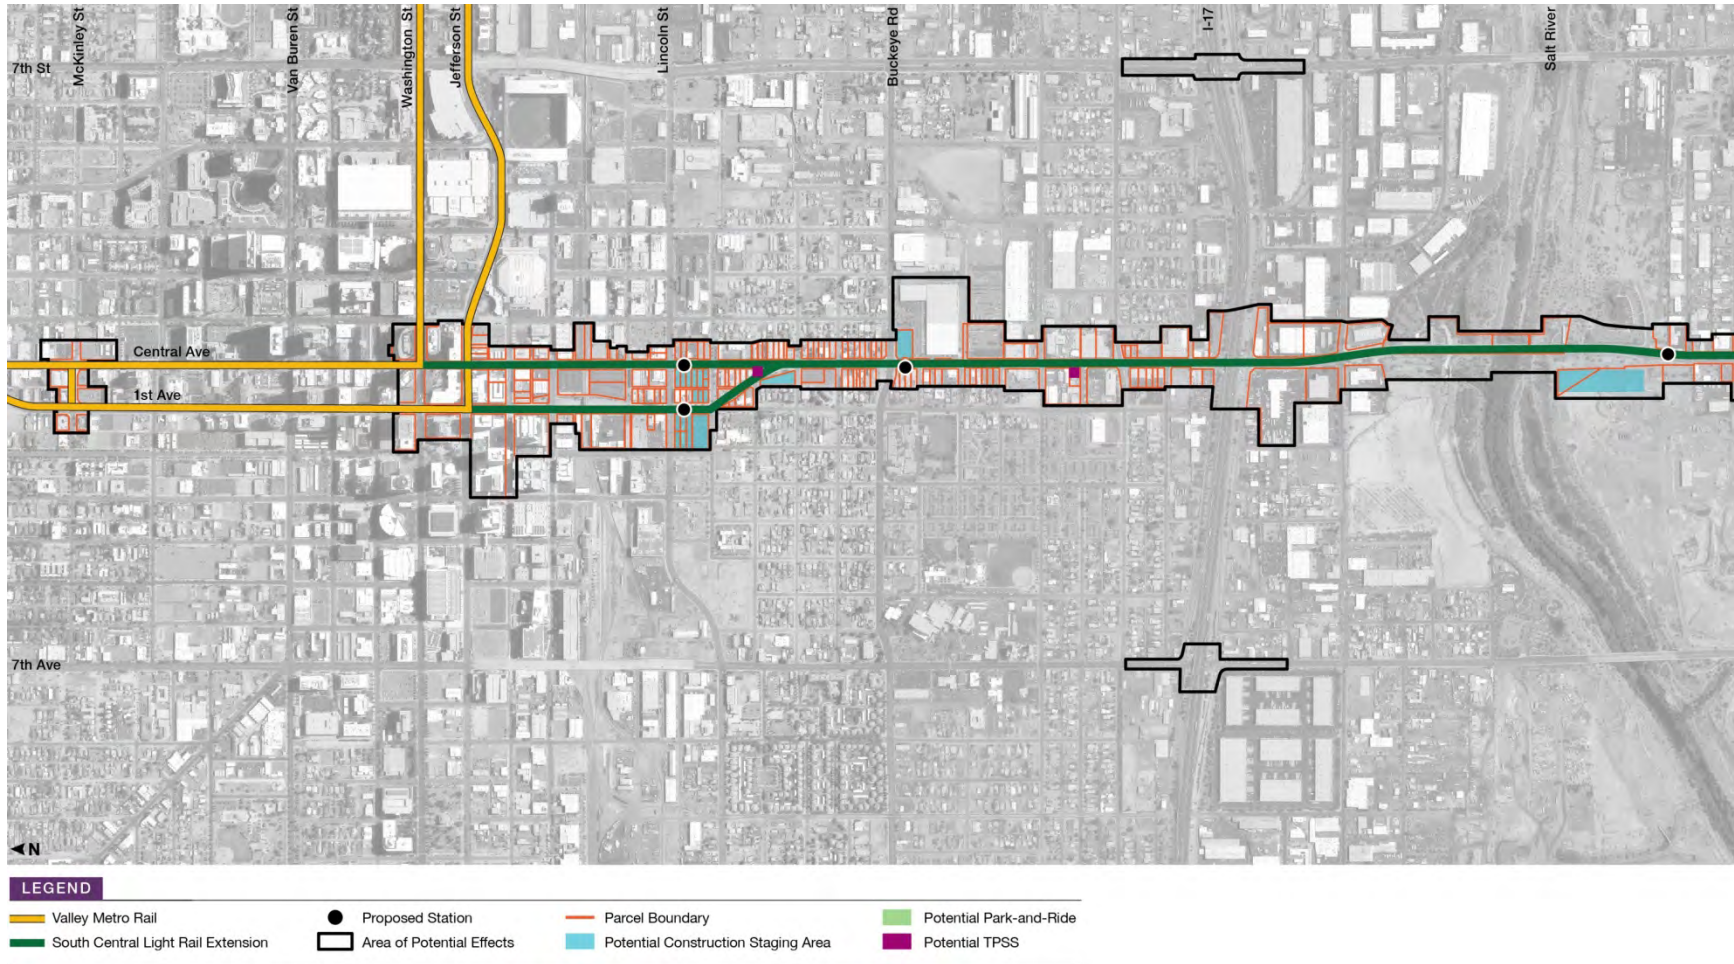 McKinley St
Van Buren St
Washington St
Jefferson St
Lincoln St
Buckeye Rd
I-17
Salt River
7th St
Central Ave
1st Ave
7th Ave
N
LEGEND
Valley Metro Rail
Proposed Station
Parcel Boundary
Potential Park-and-Ride
South Central Light Rail Extension
Area of Potential Effects
Potential Construction Staging Area
Potential TPSS